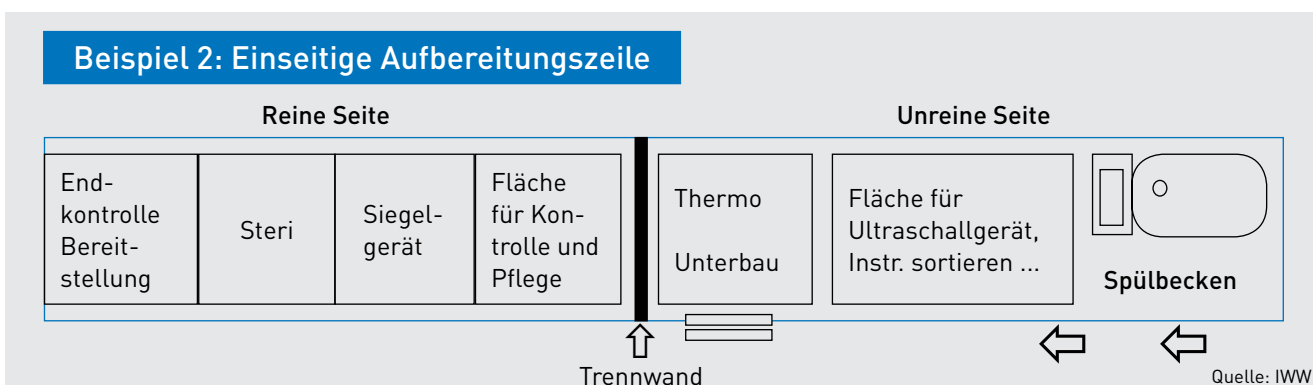 Beispiel 2: Einseitige Aufbereitungszeile
Reine Seite
Unreine Seite
End-
kontrolle
Bereit-
stellung
Steri
Siegel-
gerät
Fläche
für Kon-
trolle und
Pflege
Thermo
Unterbau
Fläche für
Ultraschallgerät,
Instr. sortieren ...
Spülbecken
Trennwand
Quelle: IWW